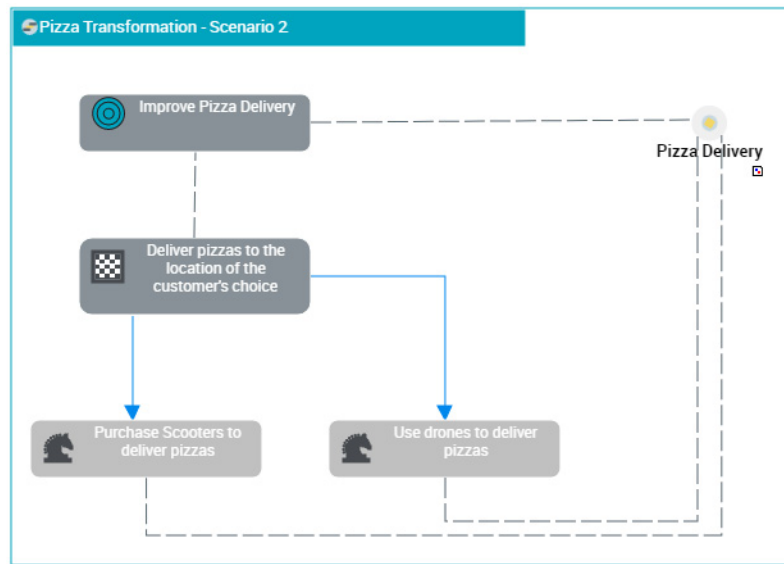 Pizza Transformation - Scenario 2
Improve Pizza Delivery
Pizza Delivery
Deliver pizzas to the
location of the
customer's choice
Purchase Scooters to
deliver pizzas
Use drones to deliver
pizzas